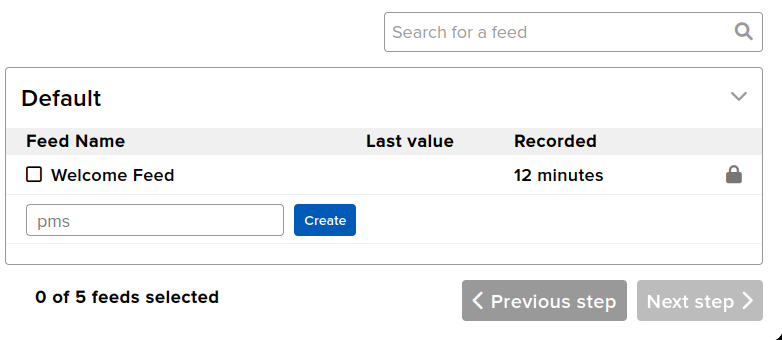 Search for a feed
Default
Feed Name Last value Recorded
Welcome Feed 12 minutes
pms Create
0 of 5 feeds selected Previous step Next step